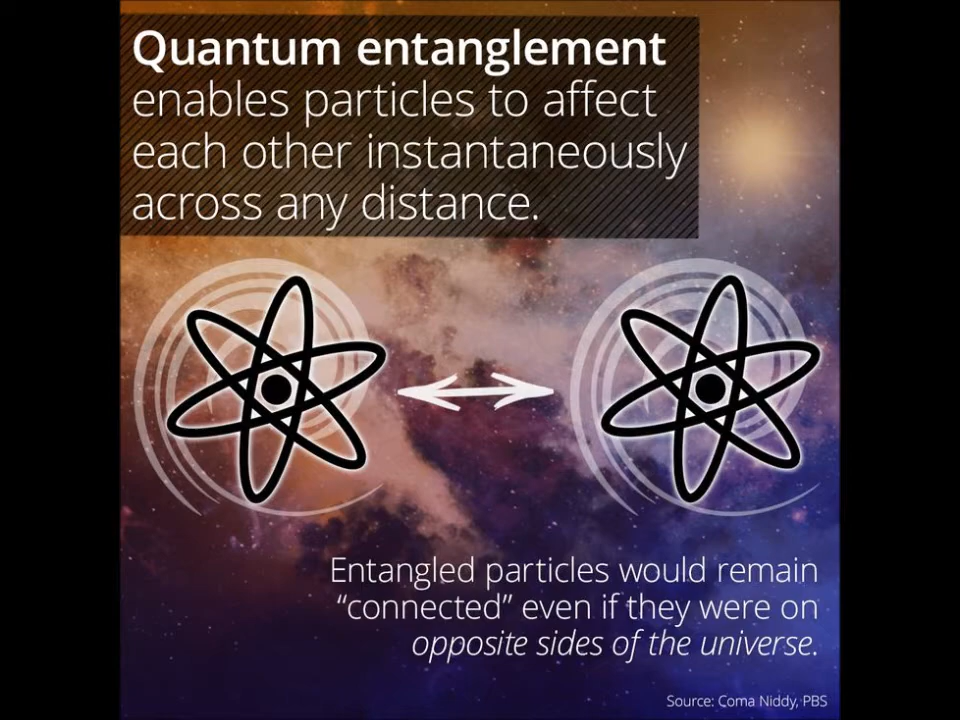 Quantum entanglement
enables particles to affect
each other instantaneously
across any distance.
Entangled particles would remain
“connected” even if they were on
opposite sides of the universe.
Source: Coma Niddy, PBS